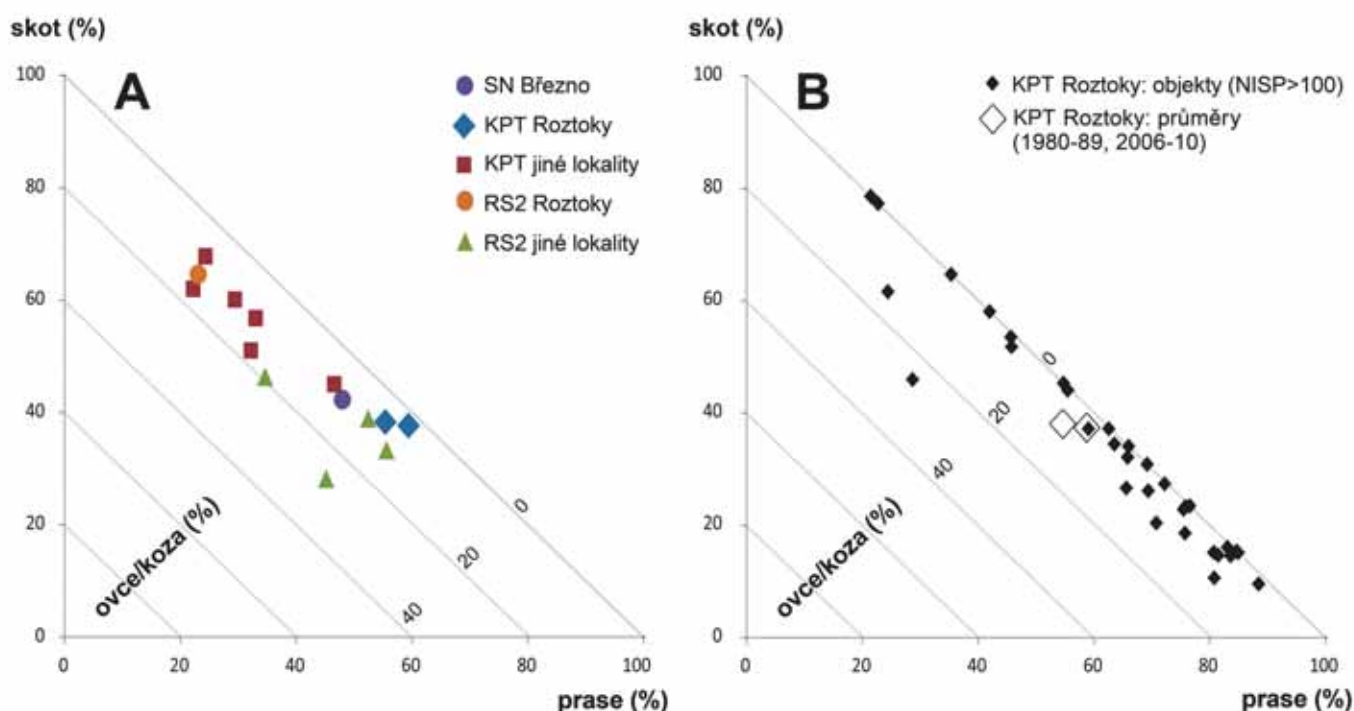 skot (%)
A
100
80
60
40
20
0
0
20
40
60
80
100
prase (%)
ovce/koza (%)
0
20
40
SN Březno
KPT Roztoky
KPT jiné lokality
RS2 Roztoky
RS2 jiné lokality
skot (%)
B
100
80
60
40
20
0
0
20
40
60
80
100
prase (%)
ovce/koza (%)
0
20
40
KPT Roztoky: objekty (NISP>100)
KPT Roztoky: průměry
(1980-89, 2006-10)